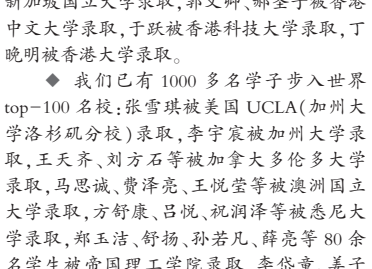 新加坡国立大学录取,郭文卿、郝圣子被香港
中文大学录取,于跃被香港科技大学录取,丁
晓明被香港大学录取。
◆ 我们已有 1000 多名学子步入世界
top-100 名校:张雪琪被美国 UCLA(加州大
学洛杉矶分校)录取,李宇宸被加州大学录
取,王天齐、刘方石等被加拿大多伦多大学
录取,马思诚、费泽亮、王悦莹等被澳洲国立
大学录取,方舒康、吕悦、祝润泽等被悉尼大
学录取,郑玉洁、舒扬、孙若凡、薛亮等 80 余
名学生被帝国理工学院录取,李岱童、姜子